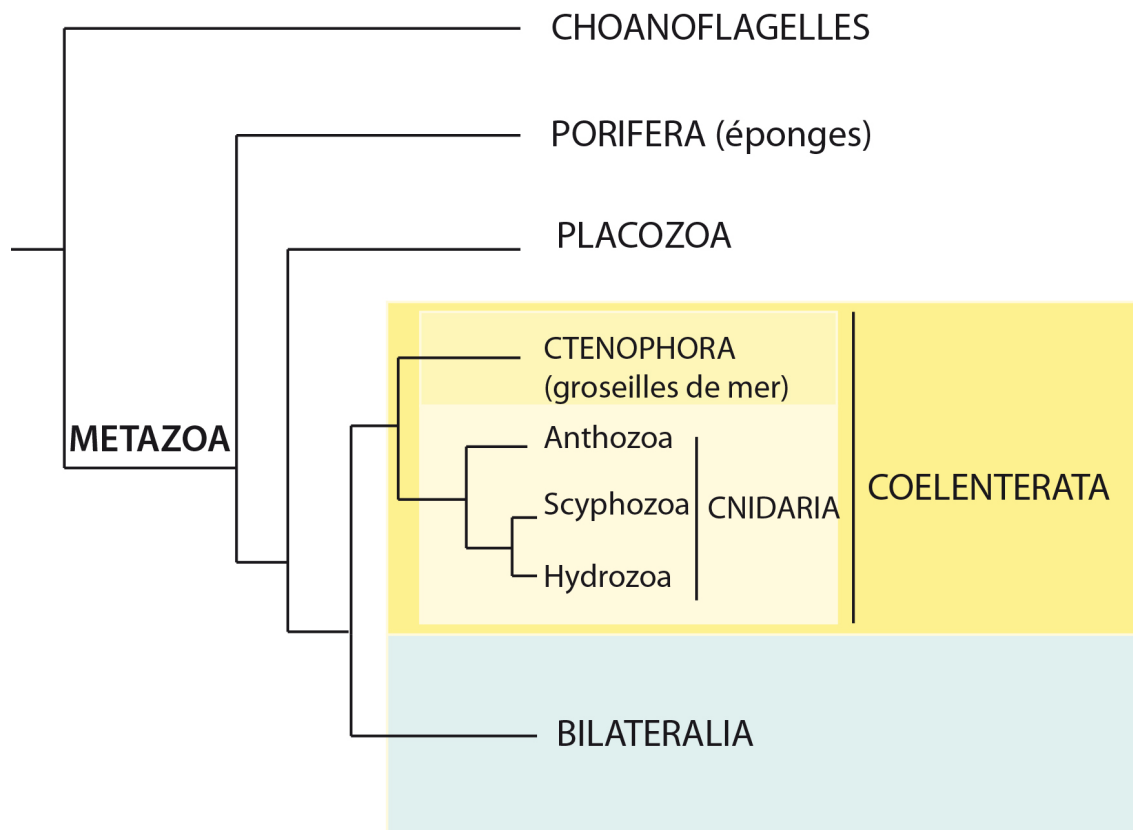 CHOANOFLAGELLES
PORIFERA (éponges)
PLACOZOA
CTENOPHORA
(groseilles de mer)
METAZOA
Anthozoa
Scyphozoa
CNIDARIA
COELENTERATA
Hydrozoa
BILATERALIA